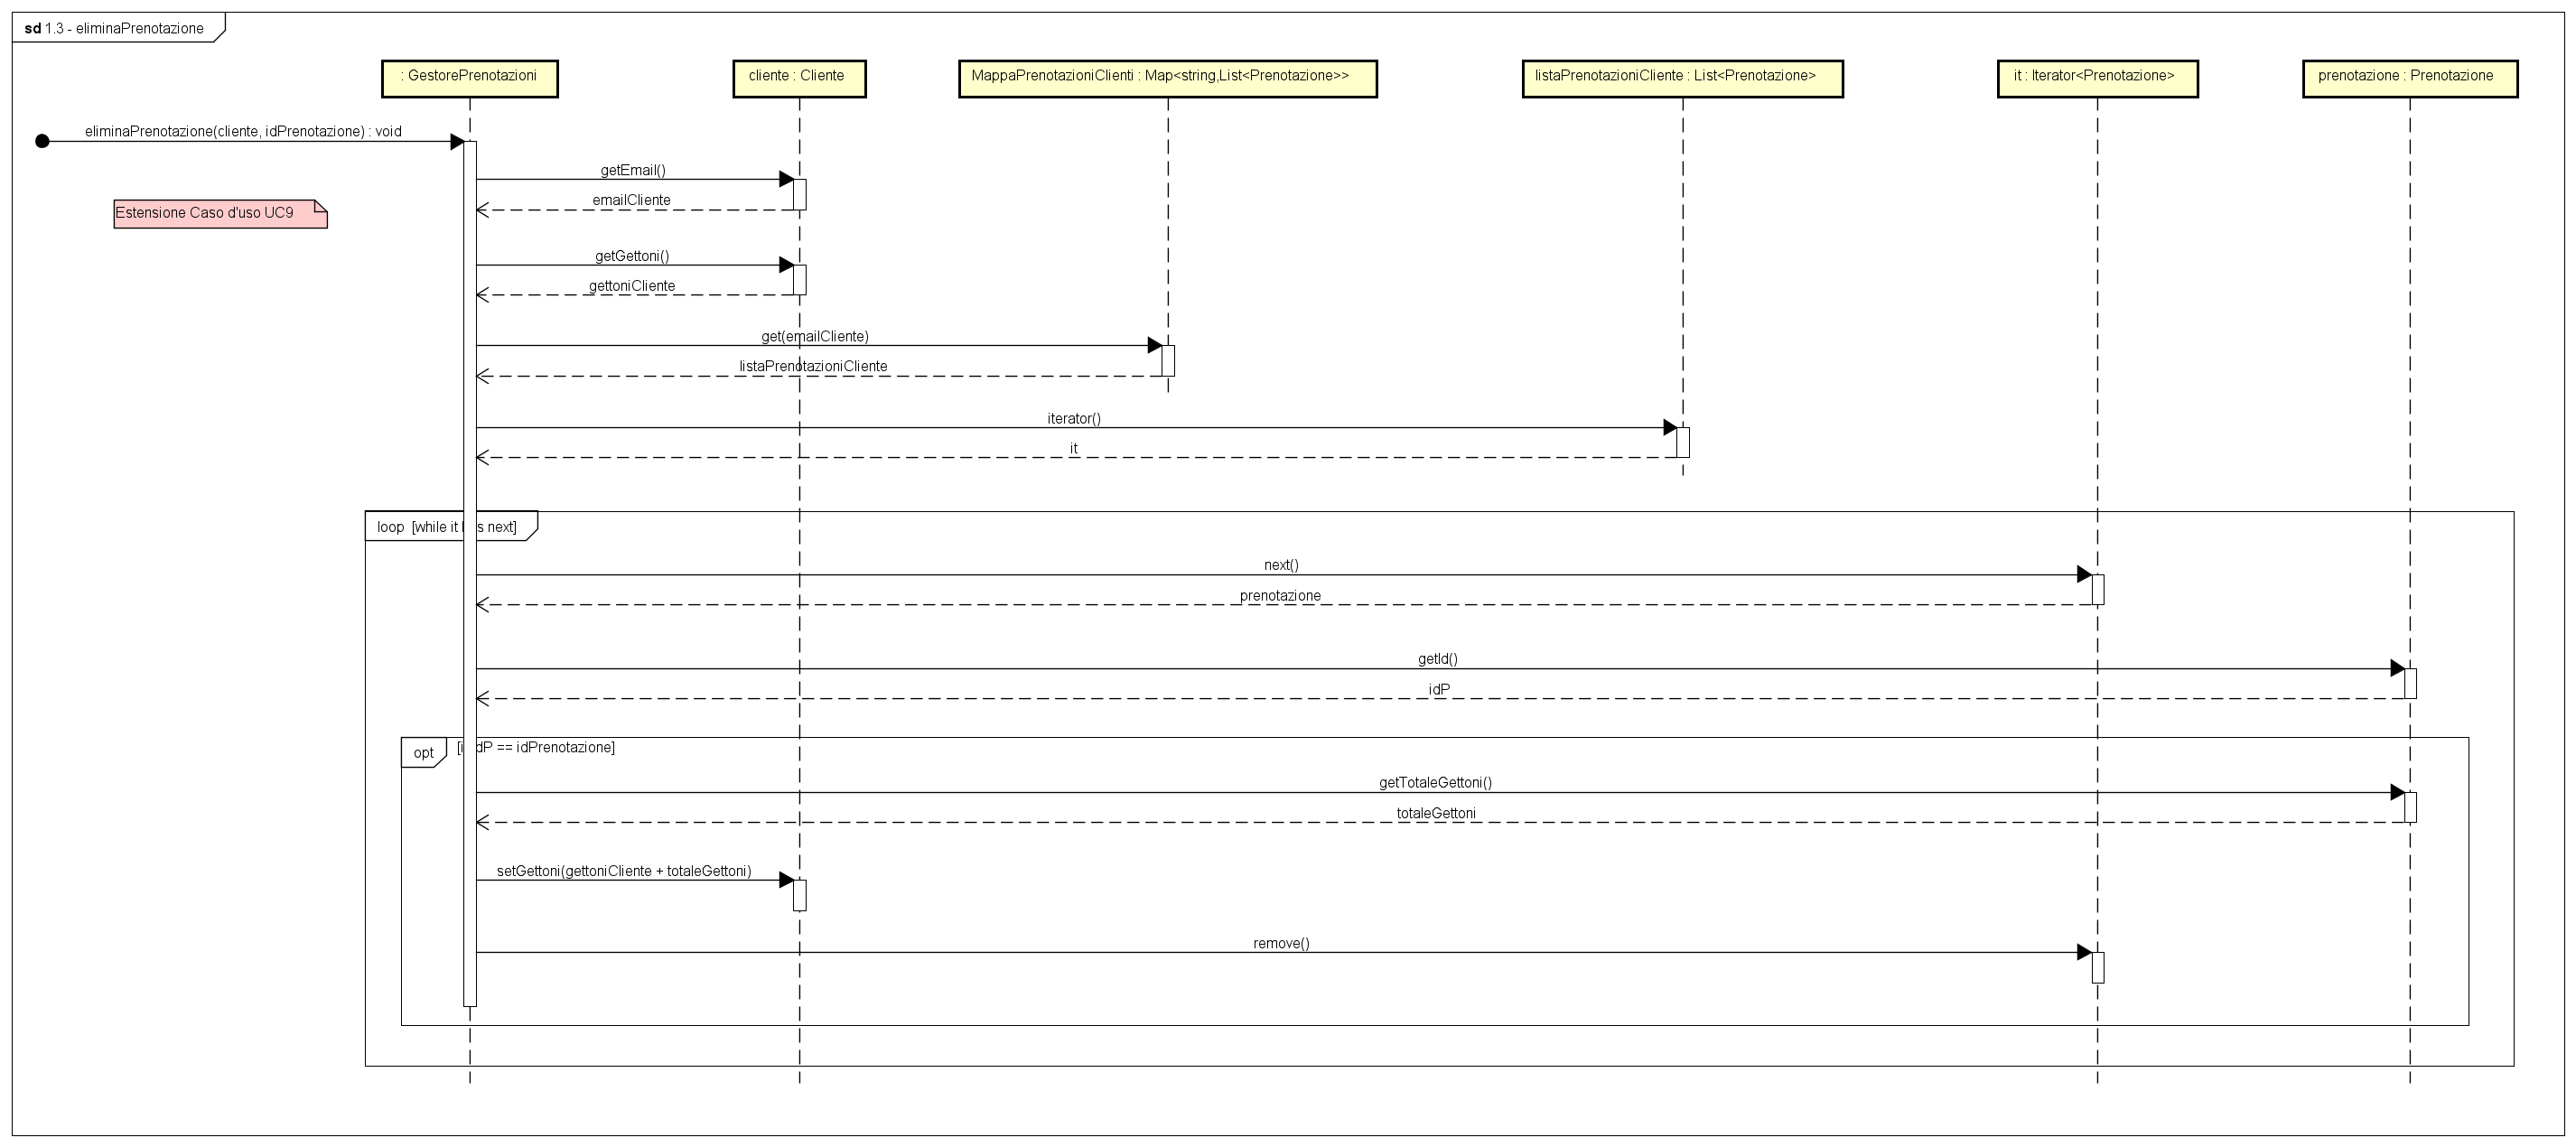 sd 1.3 - eliminaPrenotazione
: GestorePrenotazioni
cliente : Cliente
MappaPrenotazioniClienti : Map<string,List<Prenotazione>>
listaPrenotazioniCliente : List<Prenotazione>
it : Iterator<Prenotazione>
prenotazione : Prenotazione
eliminaPrenotazione(cliente, idPrenotazione) : void
getEmail()
emailCliente
Estensione Caso d'uso UC9
getGettoni()
gettoniCliente
get(emailCliente)
listaPrenotazioniCliente
iterator()
it
loop [while it has next]
next()
prenotazione
getId()
idP
opt
[if idP == idPrenotazione]
getTotaleGettoni()
totaleGettoni
setGettoni(gettoniCliente + totaleGettoni)
remove()